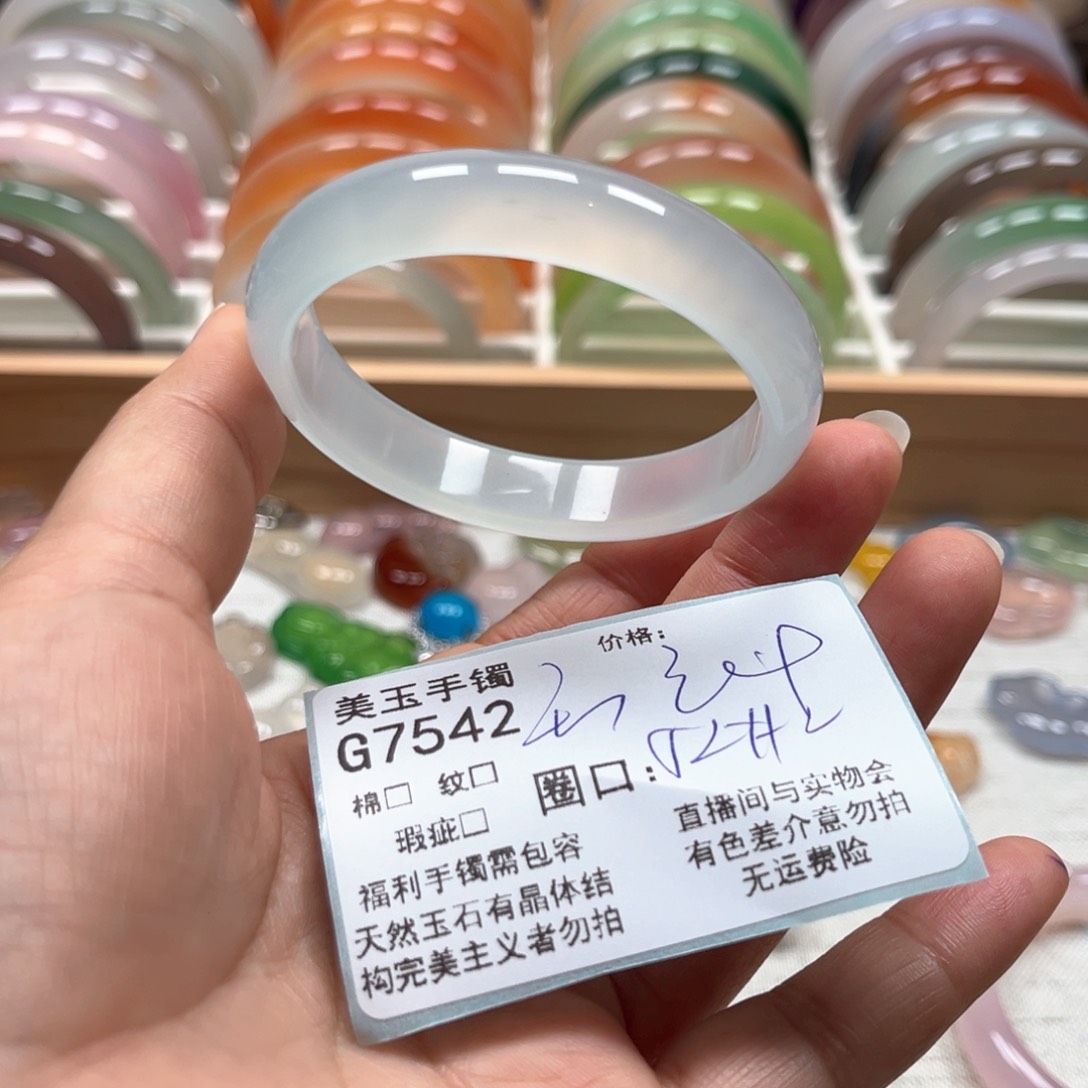 价格：
美玉手镯
G7542
棉□ 纹□ 圈口：
瑕疵□
福利手镯需包容
天然玉石有晶体结
构完美主义者勿拍
直播间与实物会
有色差介意勿拍
无运费险